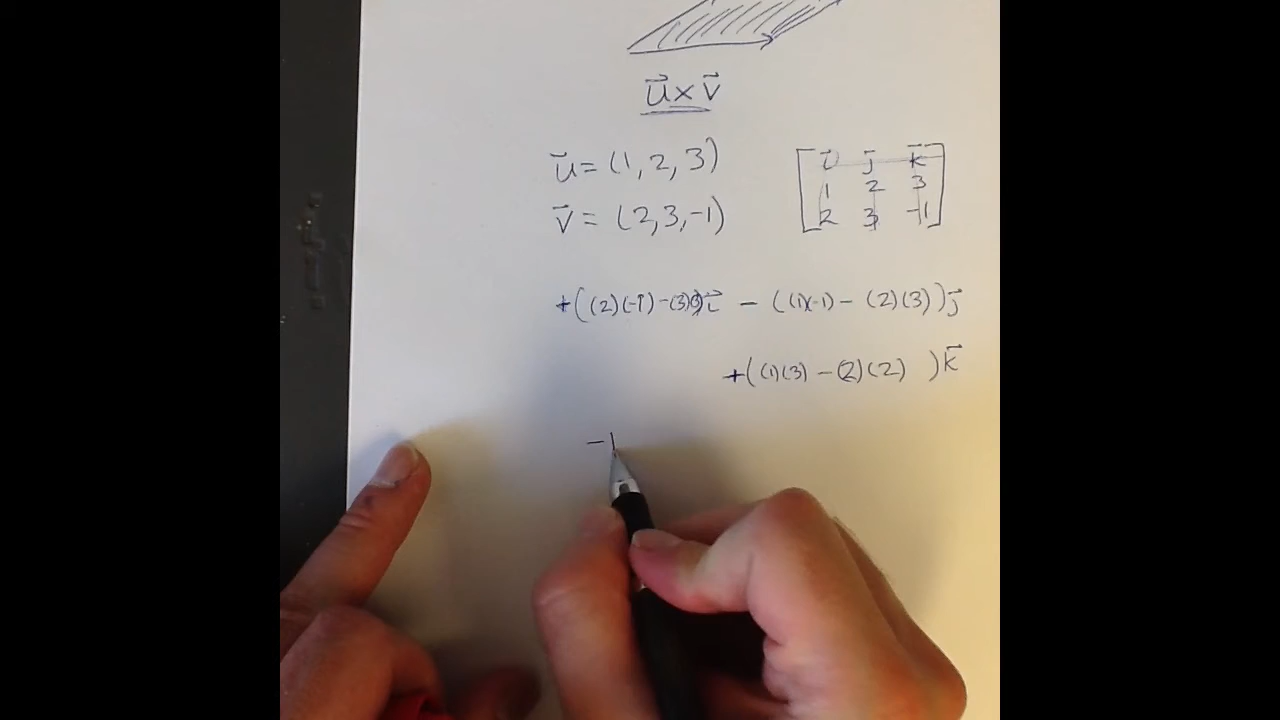 u⃗ × v⃗
u⃗ = (1, 2, 3)
v⃗ = (2, 3, -1)
i⃗ j⃗ k⃗
1 2 3
2 3 -1
+((2)(-1) - (3)(3))i⃗ - ((1)(-1) - (2)(3))j⃗
+((1)(3) - (2)(2))k⃗
-1